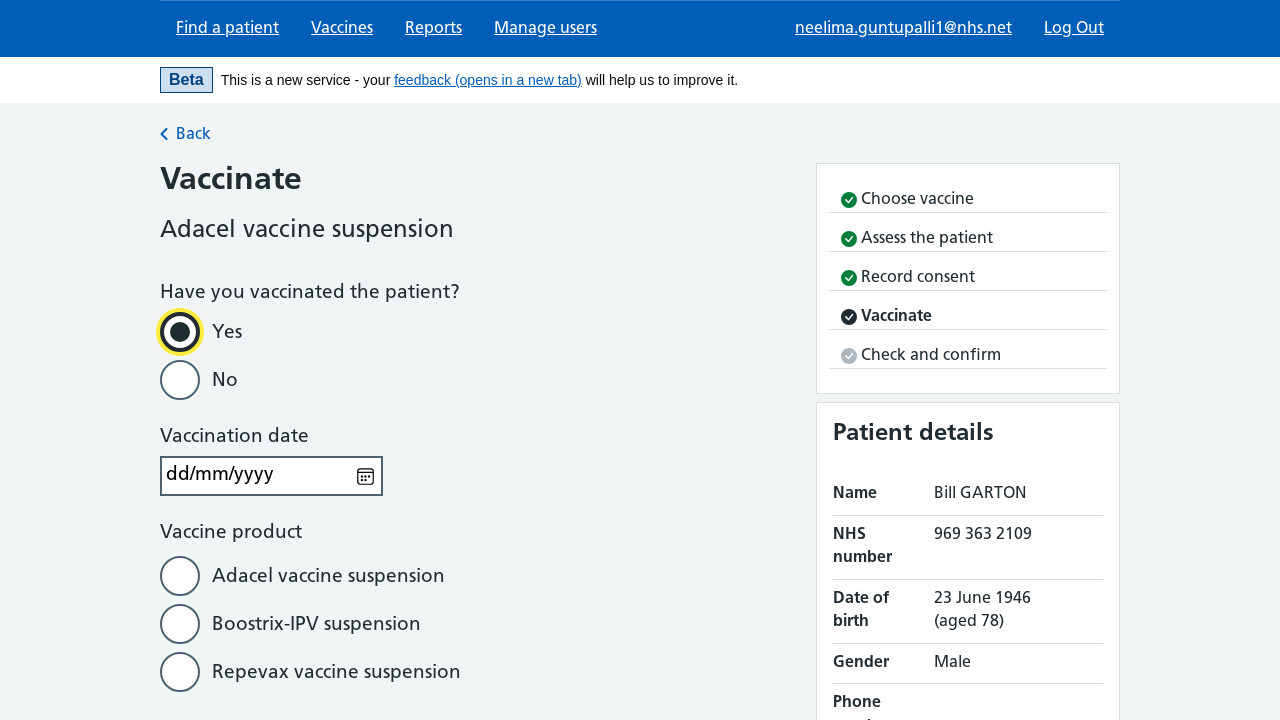 Find a patient Vaccines Reports Manage users neelima.guntupalli1@nhs.net Log Out
Beta This is a new service - your feedback (opens in a new tab) will help us to improve it.
Back
Vaccinate
Adacel vaccine suspension
Have you vaccinated the patient?
Yes
No
Vaccination date
dd/mm/yyyy
Vaccine product
Adacel vaccine suspension
Boostrix-IPV suspension
Repevax vaccine suspension
Choose vaccine
Assess the patient
Record consent
Vaccinate
Check and confirm
Patient details
Name Bill GARTON
NHS number 969 363 2109
Date of birth 23 June 1946 (aged 78)
Gender Male
Phone